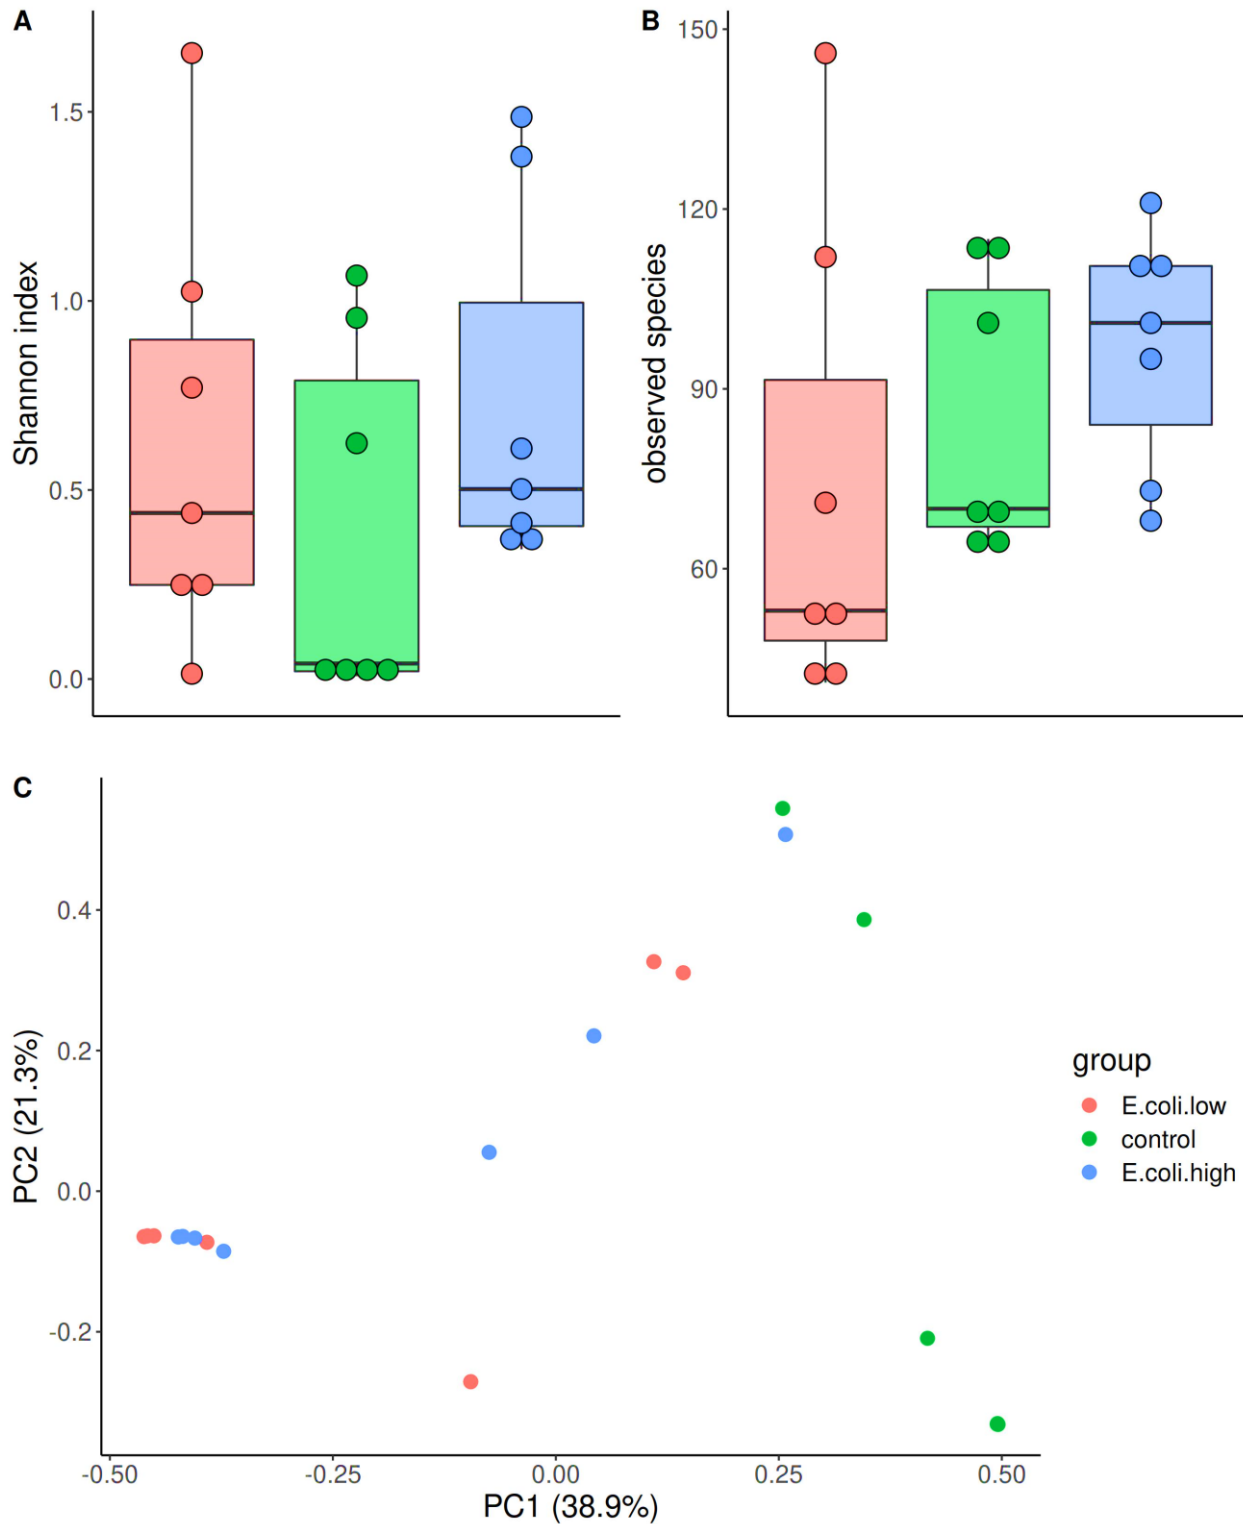 A
Shannon index
1.5
1.0
0.5
0.0
B
observed species
150
120
90
60
C
PC2 (21.3%)
0.4
0.2
0.0
-0.2
-0.50 -0.25 0.00 0.25 0.50
PC1 (38.9%)
group
E.coli.low
control
E.coli.high